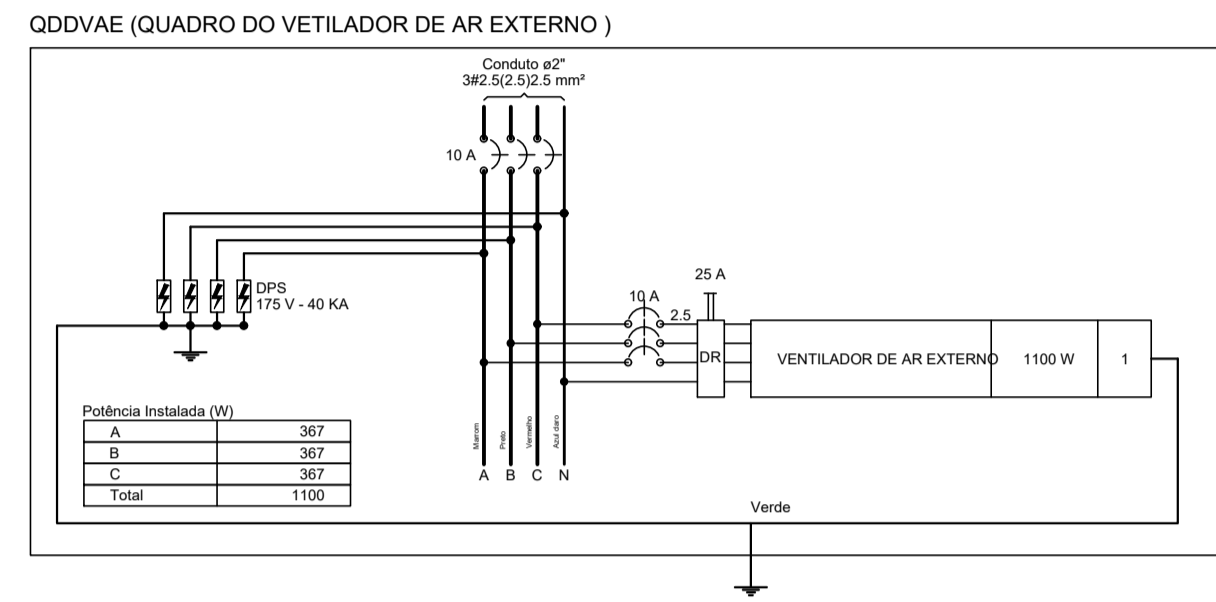 QDDVAE (QUADRO DO VETILADOR DE AR EXTERNO )
Conduto ø2"
3#2.5(2.5)2.5 mm²
10 A
DPS
175 V - 40 KA
25 A
10 A
2.5
DR
VENTILADOR DE AR EXTERNO 1100 W 1
Potência Instalada (W)
A 367
B 367
C 367
Total 1100
Marrom
Preto
Vermelho
Azul claro
A B C N
Verde